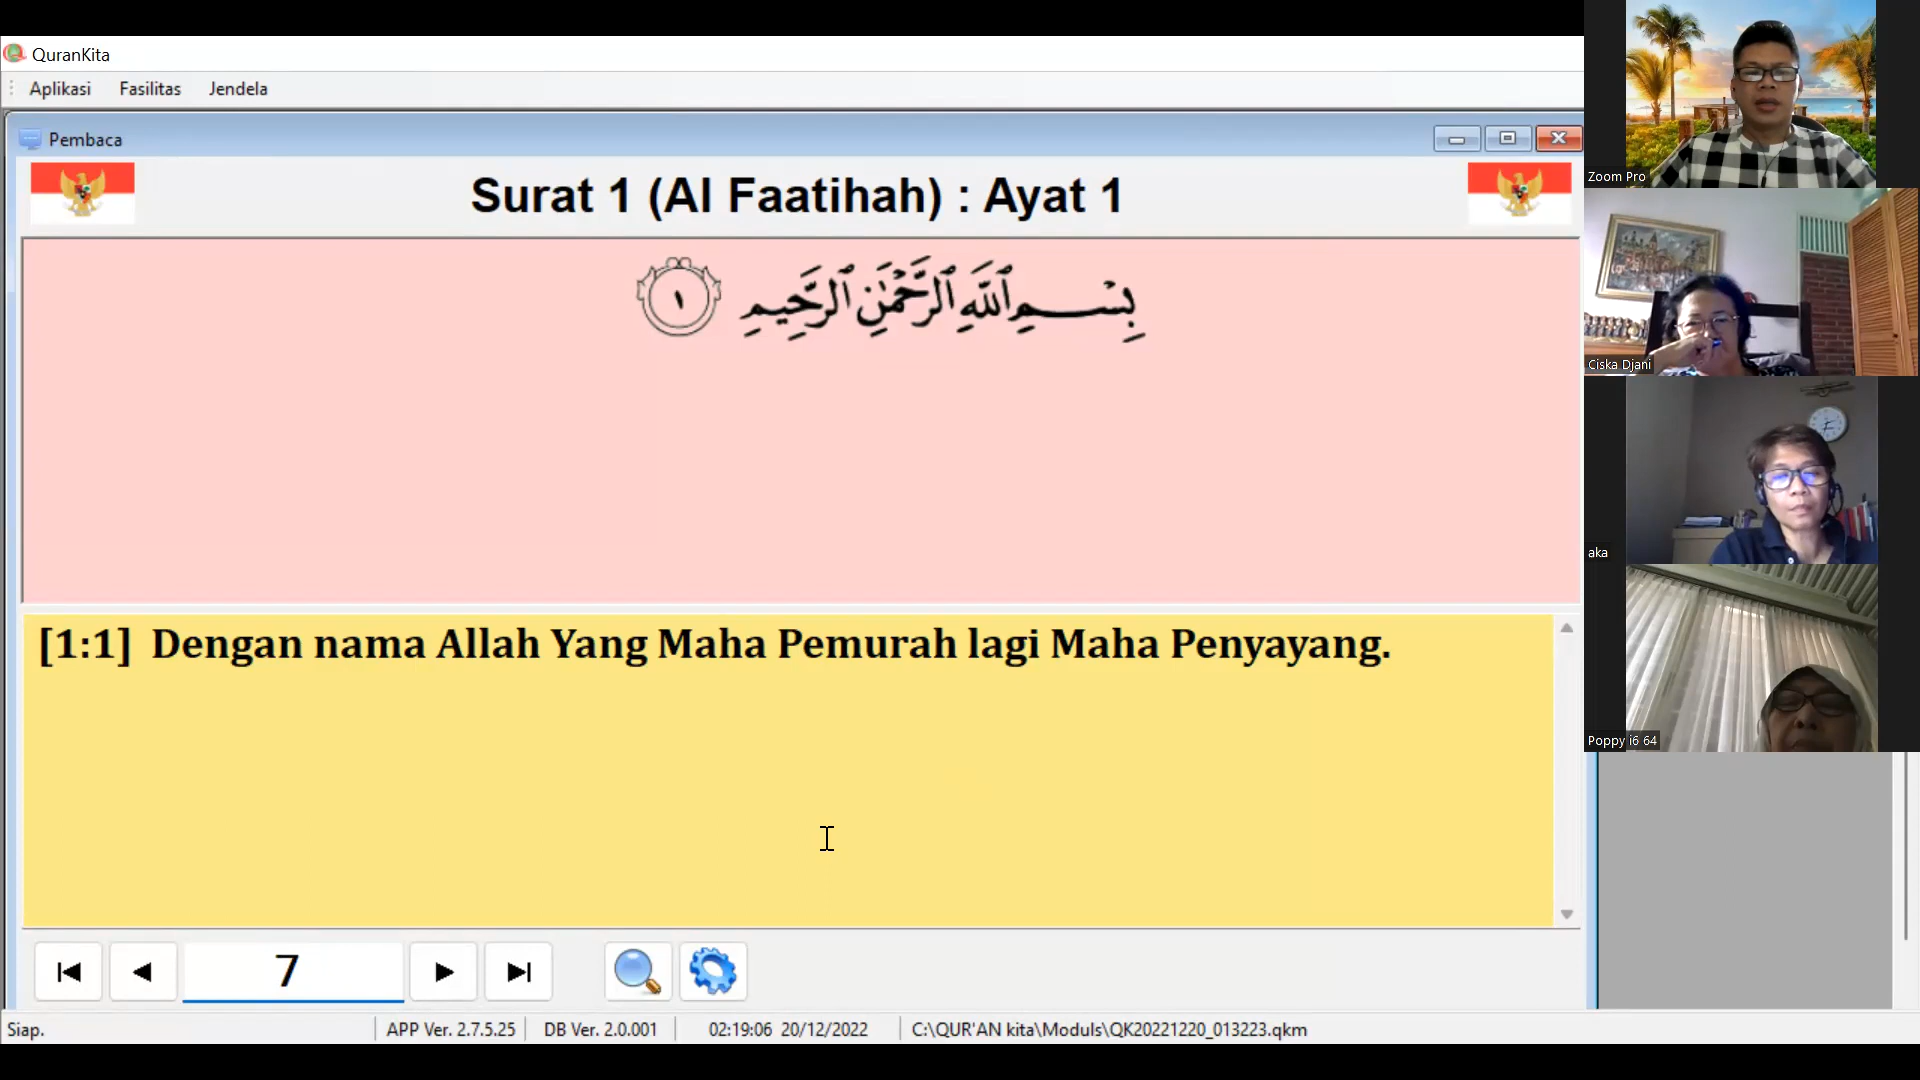 QuranKita
Aplikasi Fasilitas Jendela
Pembaca
Surat 1 (Al Faatihah) : Ayat 1
بِسْمِ ٱللَّهِ ٱلرَّحْمَٰنِ ٱلرَّحِيمِ ١
[1:1] Dengan nama Allah Yang Maha Pemurah lagi Maha Penyayang.
7
Siap. APP Ver. 2.7.5.25 DB Ver. 2.0.001 02:19:06 20/12/2022 C:\QUR'AN kita\Moduls\QK20221220_013223.qkm
Zoom Pro
Ciska Djani
aka
Poppy i6 64